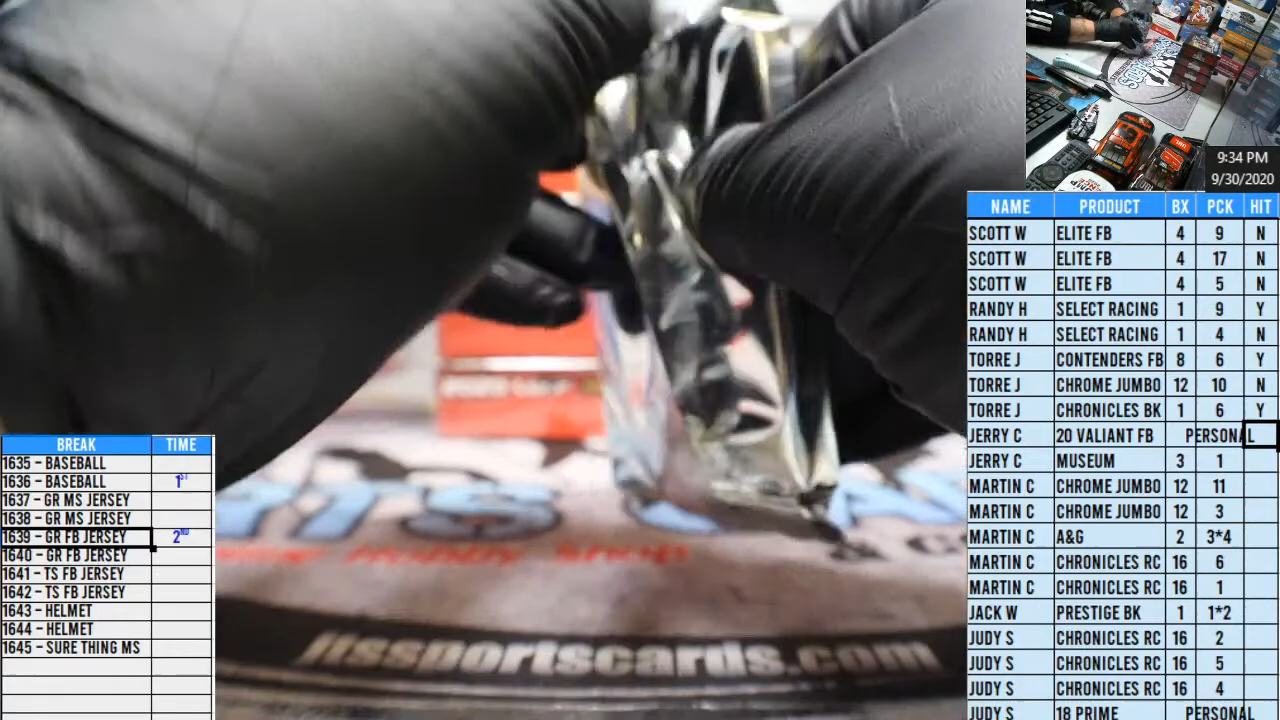 9:34 PM
9/30/2020
NAME PRODUCT BX PCK HIT
SCOTT W ELITE FB 4 9 N
SCOTT W ELITE FB 4 17 N
SCOTT W ELITE FB 4 5 N
RANDY H SELECT RACING 1 9 Y
RANDY H SELECT RACING 1 4 N
TORRE J CONTENDERS FB 8 6 Y
TORRE J CHROME JUMBO 12 10 N
TORRE J CHRONICLES BK 1 6 Y
JERRY C 20 VALIANT FB PERSONAL
JERRY C MUSEUM 3 1
MARTIN C CHROME JUMBO 12 11
MARTIN C CHROME JUMBO 12 3
MARTIN C A&G 2 3*4
MARTIN C CHRONICLES RC 16 6
MARTIN C CHRONICLES RC 16 1
JACK W PRESTIGE BK 1 1*2
JUDY S CHRONICLES RC 16 2
JUDY S CHRONICLES RC 16 5
JUDY S CHRONICLES RC 16 4
JUDY S 18 PRIME PERSONAL
BREAK TIME
1635 - BASEBALL
1636 - BASEBALL 1ST
1637 - GR MS JERSEY
1638 - GR MS JERSEY
1639 - GR FB JERSEY 2ND
1640 - GR FB JERSEY
1641 - TS FB JERSEY
1642 - TS FB JERSEY
1643 - HELMET
1644 - HELMET
1645 - SURE THING MS
Hobby Shop
jtssportscards.com